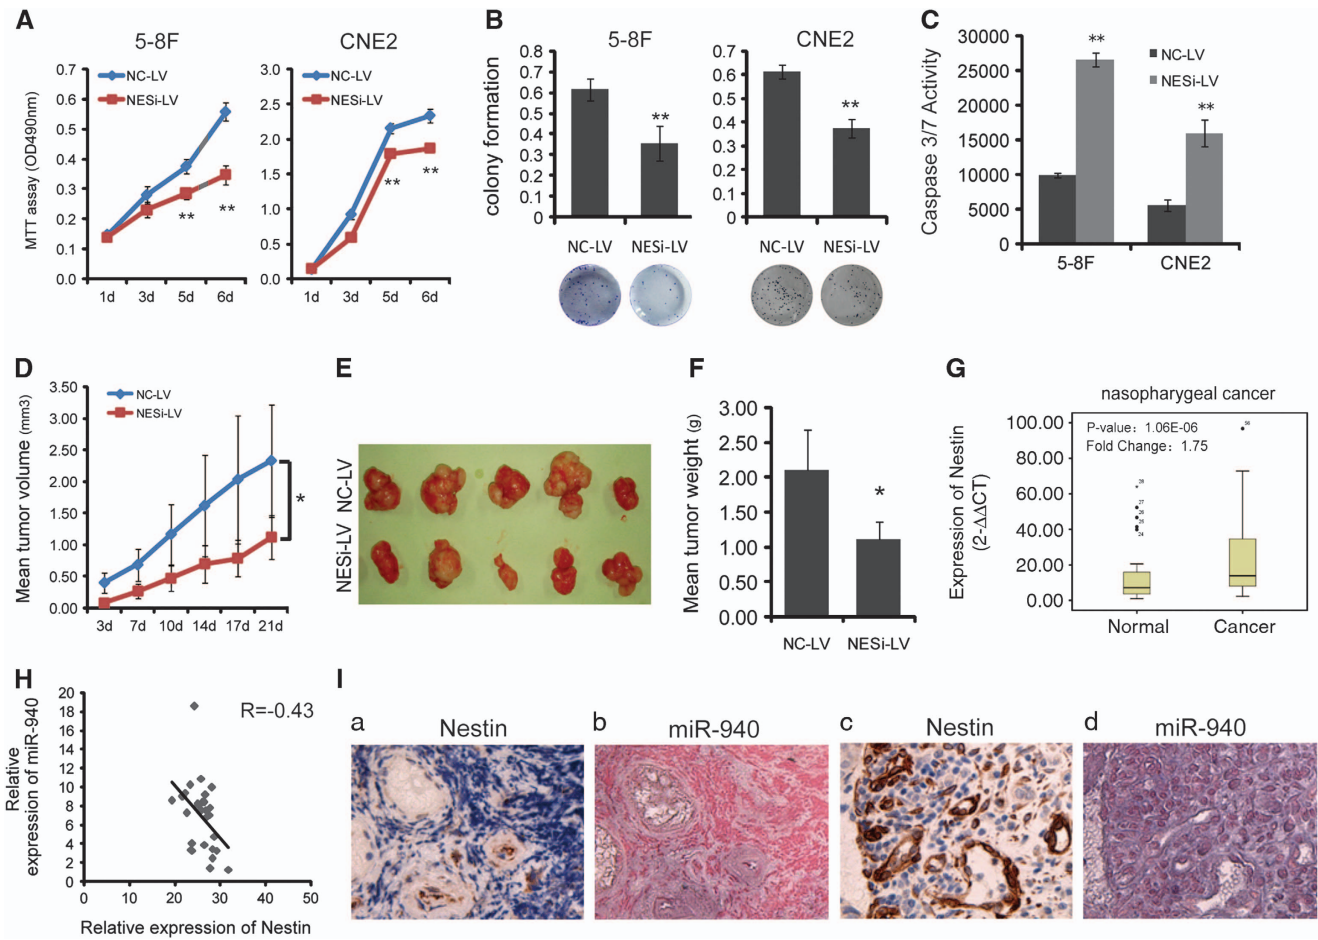 A
5-8F
CNE2
NC-LV
NESi-LV
NC-LV
NESi-LV
MTT assay (OD490nm)
0.7
0.6
0.5
0.4
0.3
0.2
0.1
0.0
1d 3d 5d 6d
3.0
2.5
2.0
1.5
1.0
0.5
0.0
1d 3d 5d 6d
** **
** **
B
5-8F
CNE2
colony formation
0.8
0.7
0.6
0.5
0.4
0.3
0.2
0.1
0
**
NC-LV NESi-LV
0.7
0.6
0.5
0.4
0.3
0.2
0.1
0
**
NC-LV NESi-LV
C
Caspase 3/7 Activity
30000
25000
20000
15000
10000
5000
0
NC-LV
NESi-LV
**
**
5-8F CNE2
D
Mean tumor volume (mm3)
3.50
3.00
2.50
2.00
1.50
1.00
0.50
0.00
NC-LV
NESi-LV
*
3d 7d 10d 14d 17d 21d
E
NESi-LV NC-LV
F
Mean tumor weight (g)
3.00
2.50
2.00
1.50
1.00
0.50
0.00
*
NC-LV NESi-LV
G
nasopharygeal cancer
Expression of Nestin
(2-ΔΔCT)
100.00
80.00
60.00
40.00
20.00
0.00
P-value: 1.06E-06
Fold Change: 1.75
Normal Cancer
H
Relative
expression of miR-940
20
18
16
14
12
10
8
6
4
2
0
R=-0.43
0 10 20 30 40 50
Relative expression of Nestin
I
a Nestin
b miR-940
c Nestin
d miR-940